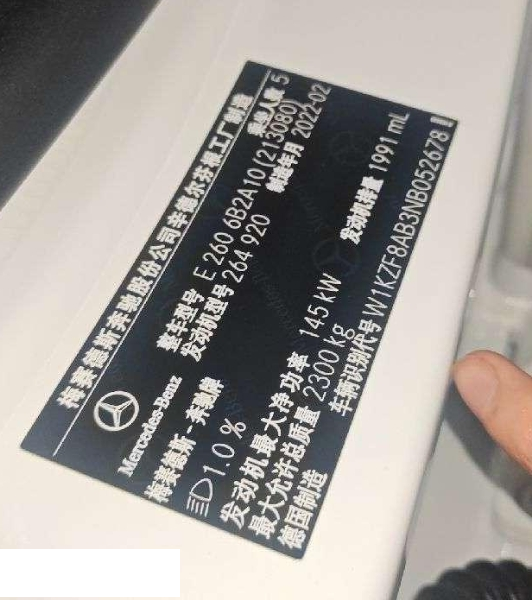 梅赛德斯奔驰股份公司辛德尔芬根工厂制造
Mercedes-Benz
梅赛德斯-奔驰牌
整车型号 E 260 6B2A10(213080) 乘坐人数 5
发动机型号 264 920 制造年月 2022-02
1.0 %
发动机最大净功率 145 kW 发动机排量 1991 mL
最大允许总质量 2300 kg
德国制造 车辆识别代号 W1KZF8AB3NB052678